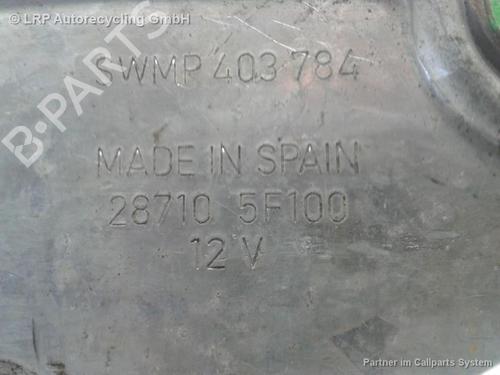 © LRP Autorecycling GmbH
SWMP 403 784
B-PARTS
MADE IN SPAIN
28710 5F100
12 V
Partner im Callparts System